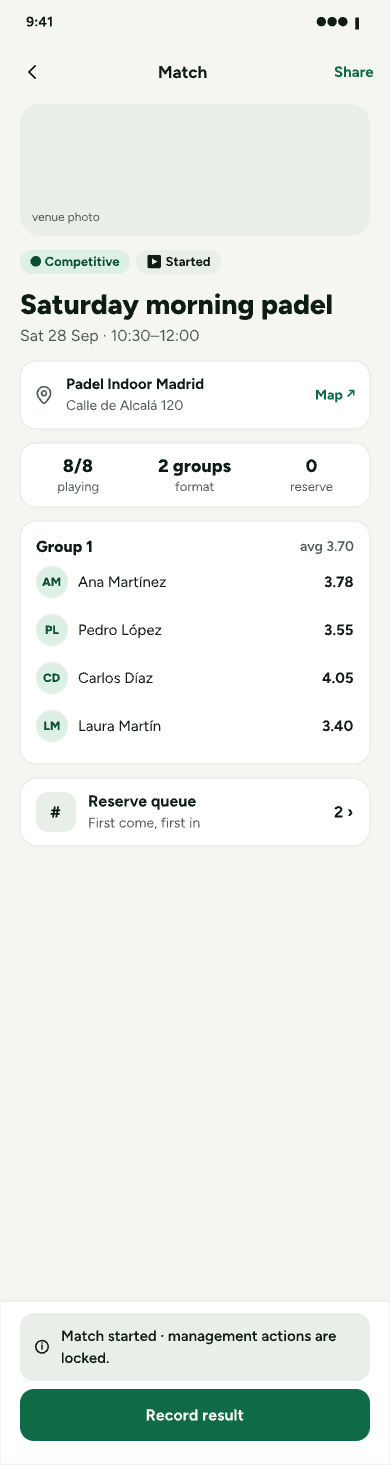 9:41
Match
Share
venue photo
Competitive
Started
Saturday morning padel
Sat 28 Sep · 10:30–12:00
Padel Indoor Madrid
Calle de Alcalá 120
Map ↗
8/8
playing
2 groups
format
0
reserve
Group 1
avg 3.70
AM Ana Martínez 3.78
PL Pedro López 3.55
CD Carlos Díaz 4.05
LM Laura Martín 3.40
# Reserve queue
First come, first in
2 ›
Match started · management actions are
locked.
Record result